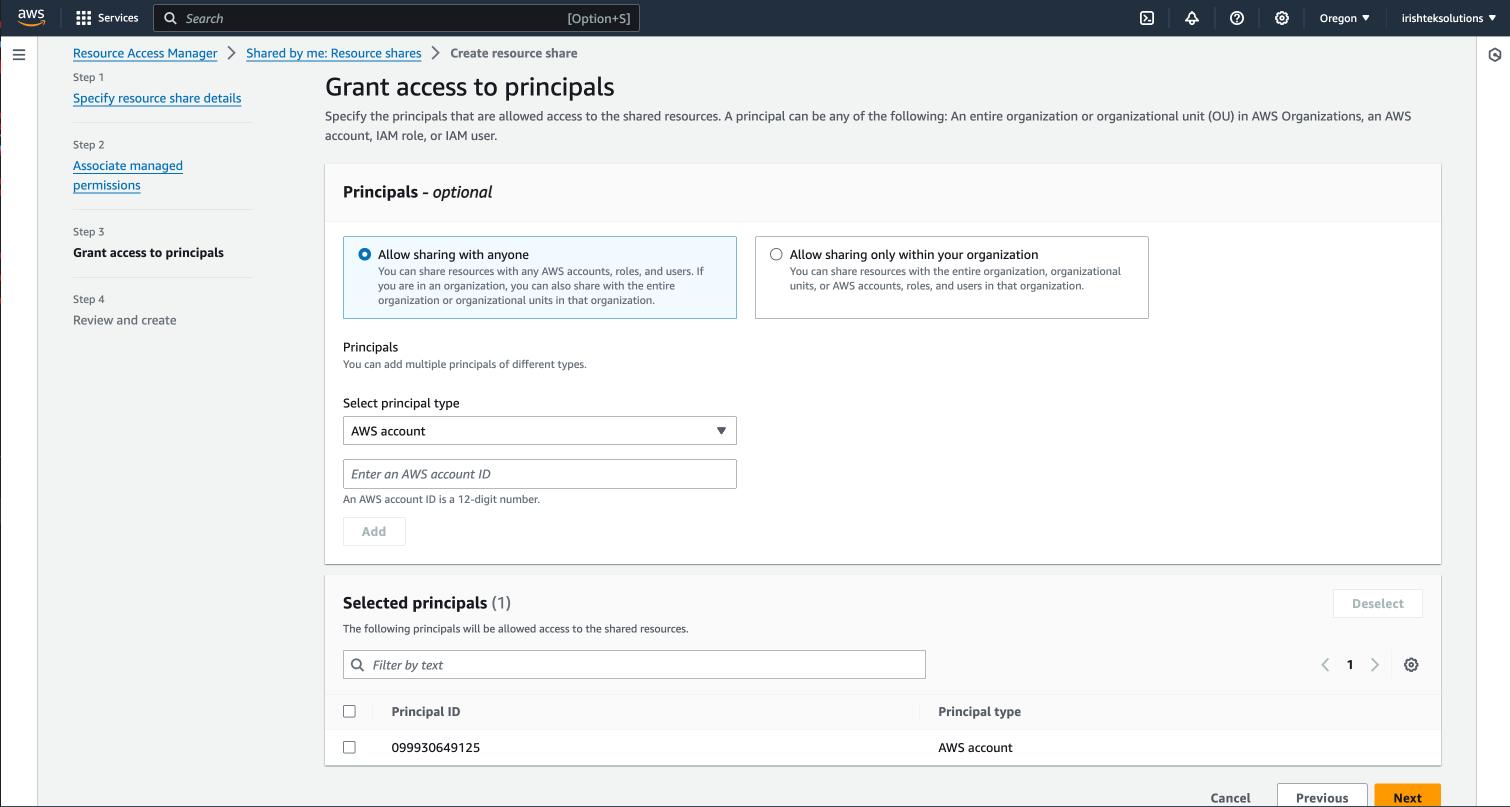 aws
Services
Search
[Option+S]
Oregon
irishteksolutions
Resource Access Manager
Shared by me: Resource shares
Create resource share
Step 1
Specify resource share details
Step 2
Associate managed
permissions
Step 3
Grant access to principals
Step 4
Review and create
Grant access to principals
Specify the principals that are allowed access to the shared resources. A principal can be any of the following: An entire organization or organizational unit (OU) in AWS Organizations, an AWS
account, IAM role, or IAM user.
Principals - optional
Allow sharing with anyone
You can share resources with any AWS accounts, roles, and users. If
you are in an organization, you can also share with the entire
organization or organizational units in that organization.
Allow sharing only within your organization
You can share resources with the entire organization, organizational
units, or AWS accounts, roles, and users in that organization.
Principals
You can add multiple principals of different types.
Select principal type
AWS account
Enter an AWS account ID
An AWS account ID is a 12-digit number.
Add
Selected principals (1)
Deselect
The following principals will be allowed access to the shared resources.
Filter by text
1
Principal ID
Principal type
099930649125
AWS account
Cancel
Previous
Next